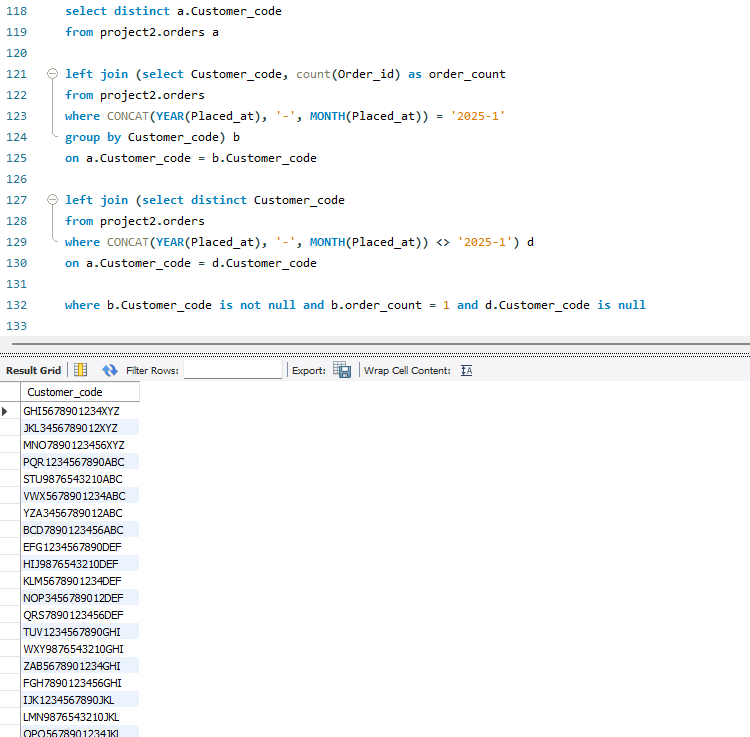 118 select distinct a.Customer_code
119 from project2.orders a
120
121 left join (select Customer_code, count(Order_id) as order_count
122 from project2.orders
123 where CONCAT(YEAR(Placed_at), '-', MONTH(Placed_at)) = '2025-1'
124 group by Customer_code) b
125 on a.Customer_code = b.Customer_code
126
127 left join (select distinct Customer_code
128 from project2.orders
129 where CONCAT(YEAR(Placed_at), '-', MONTH(Placed_at)) <> '2025-1') d
130 on a.Customer_code = d.Customer_code
131
132 where b.Customer_code is not null and b.order_count = 1 and d.Customer_code is null
133
Result Grid Filter Rows: Export: Wrap Cell Content:
Customer_code
GHI5678901234XYZ
JKL3456789012XYZ
MNO7890123456XYZ
PQR1234567890ABC
STU9876543210ABC
VWX5678901234ABC
YZA3456789012ABC
BCD7890123456ABC
EFG1234567890DEF
HIJ9876543210DEF
KLM5678901234DEF
NOP3456789012DEF
QRS7890123456DEF
TUV1234567890GHI
WXY9876543210GHI
ZAB5678901234GHI
FGH7890123456GHI
IJK1234567890JKL
LMN9876543210JKL
OPQ5678901234JKL